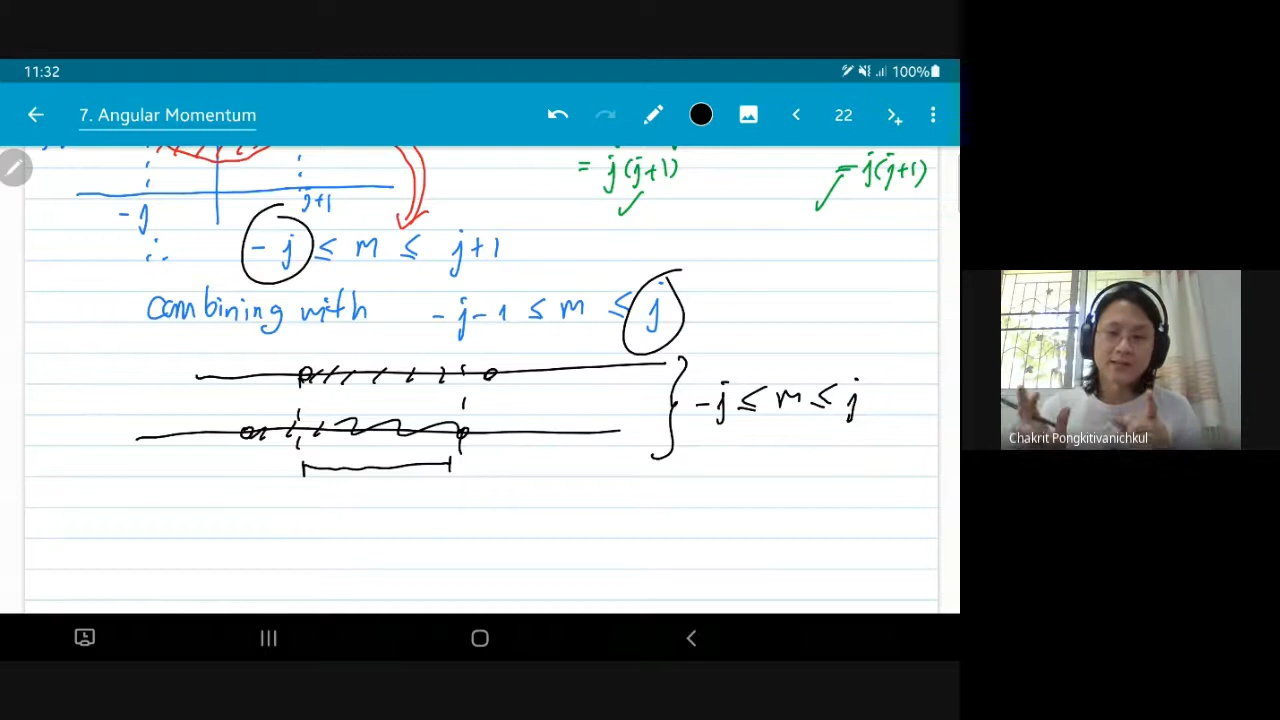 11:32
100%
7. Angular Momentum
22
= j(j+1)
= j(j+1)
-j
j+1
∴ -j ≤ m ≤ j+1
combining with -j-1 ≤ m ≤ j
-j ≤ m ≤ j
Chakrit Pongkitivanichkul